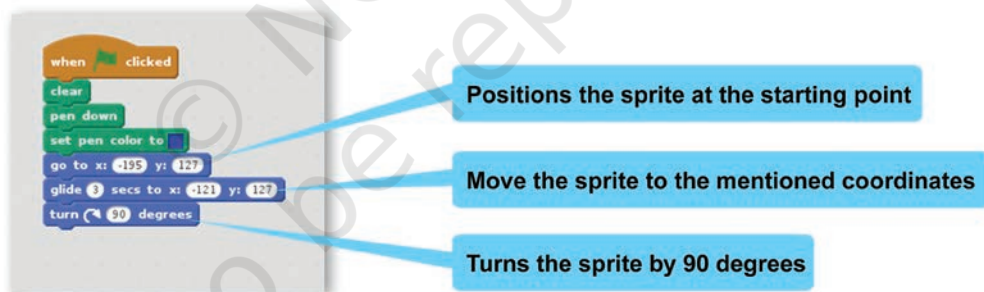 when clicked
clear
pen down
set pen color to
go to x: -195 y: 127
glide 3 secs to x: -121 y: 127
turn 90 degrees
Positions the sprite at the starting point
Move the sprite to the mentioned coordinates
Turns the sprite by 90 degrees